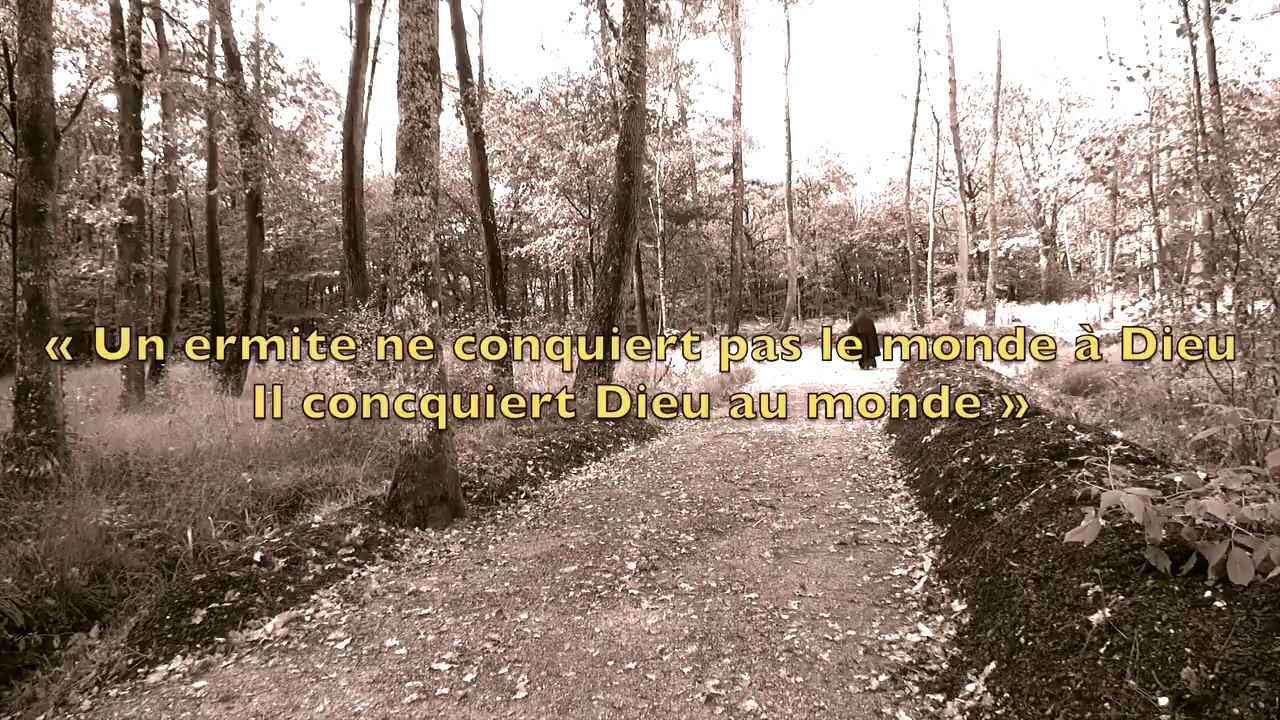 « Un ermite ne conquiert pas le monde à Dieu
Il concquiert Dieu au monde »